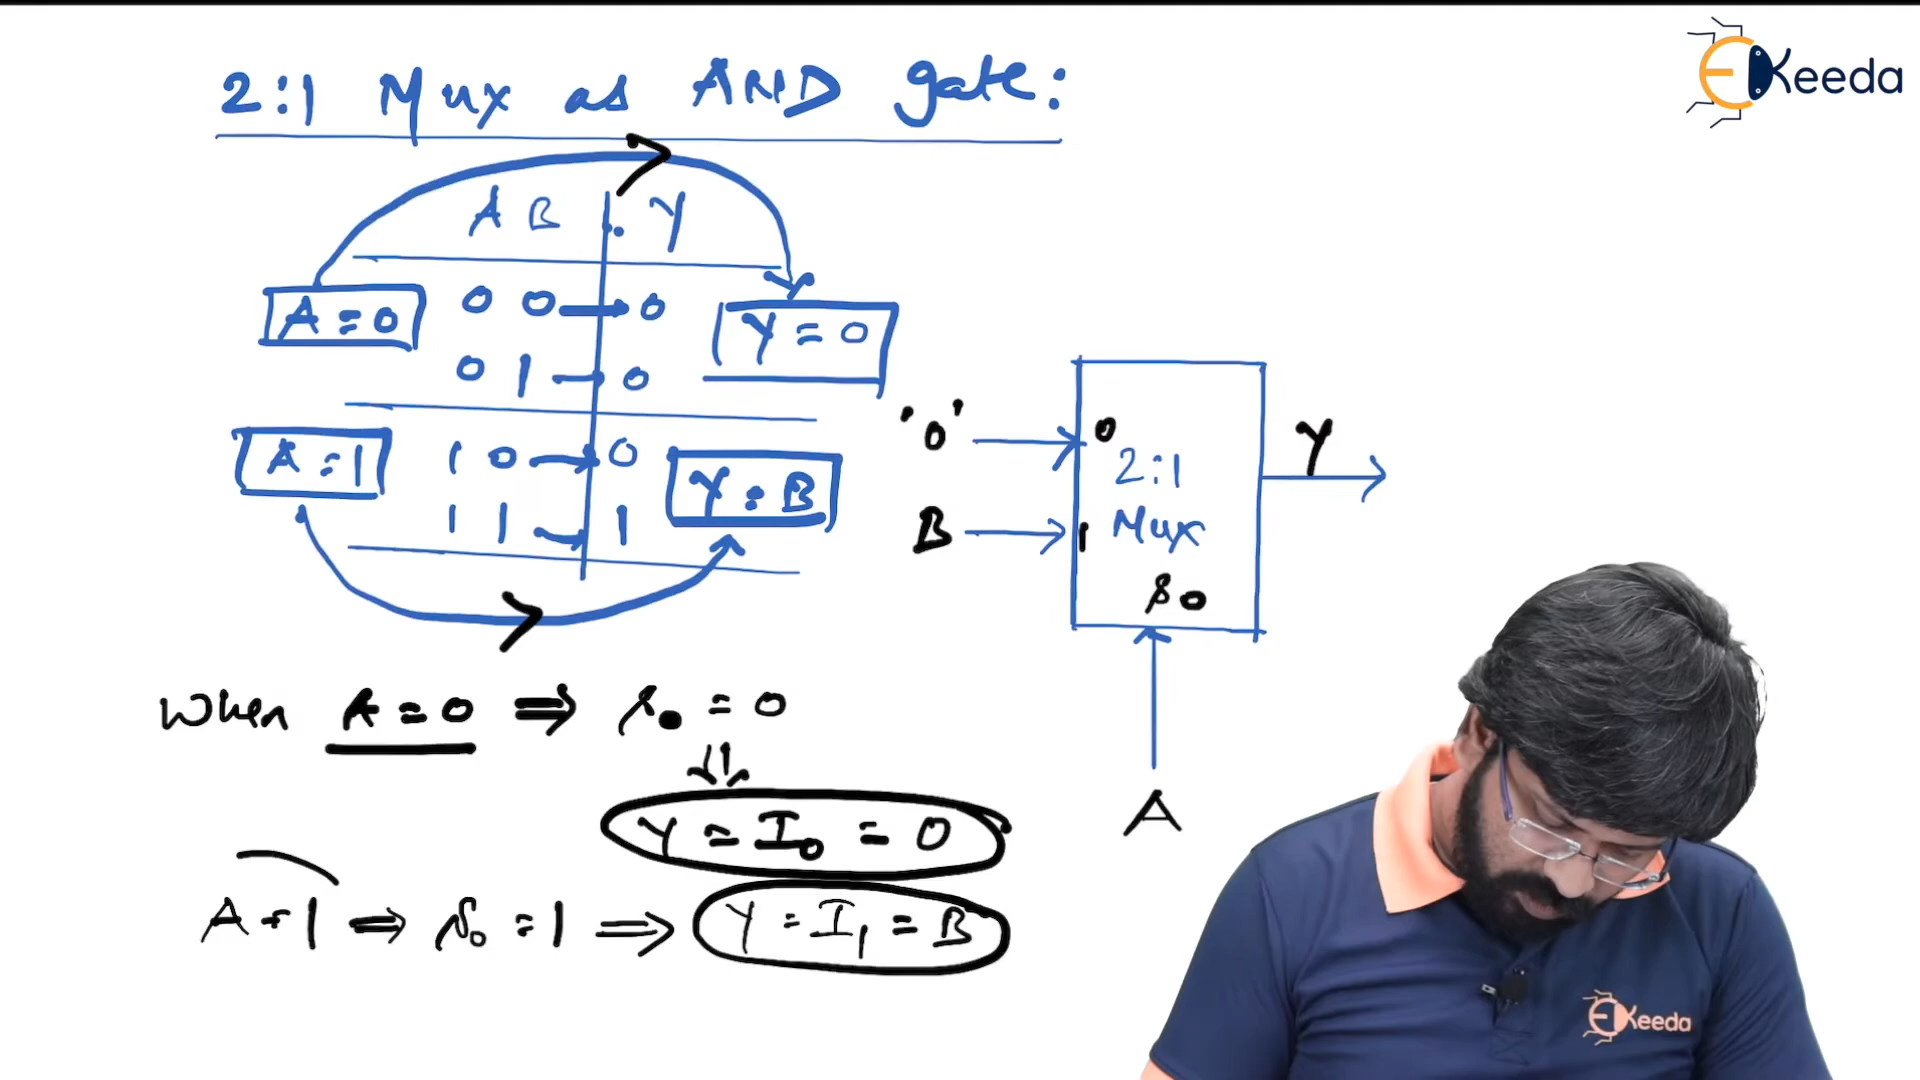 EKeeda
2:1 Mux as AND gate:
A B Y
A = 0
0 0 → 0
Y = 0
0 1 → 0
A = 1
1 0 → 0
Y = B
1 1 → 1
'0'
0
2:1
Mux
Y
B
1
S0
A
When A = 0 ⇒ S0 = 0
⇓
Y = I0 = 0
A = 1 ⇒ S0 = 1 ⇒ Y = I1 = B
EKeeda